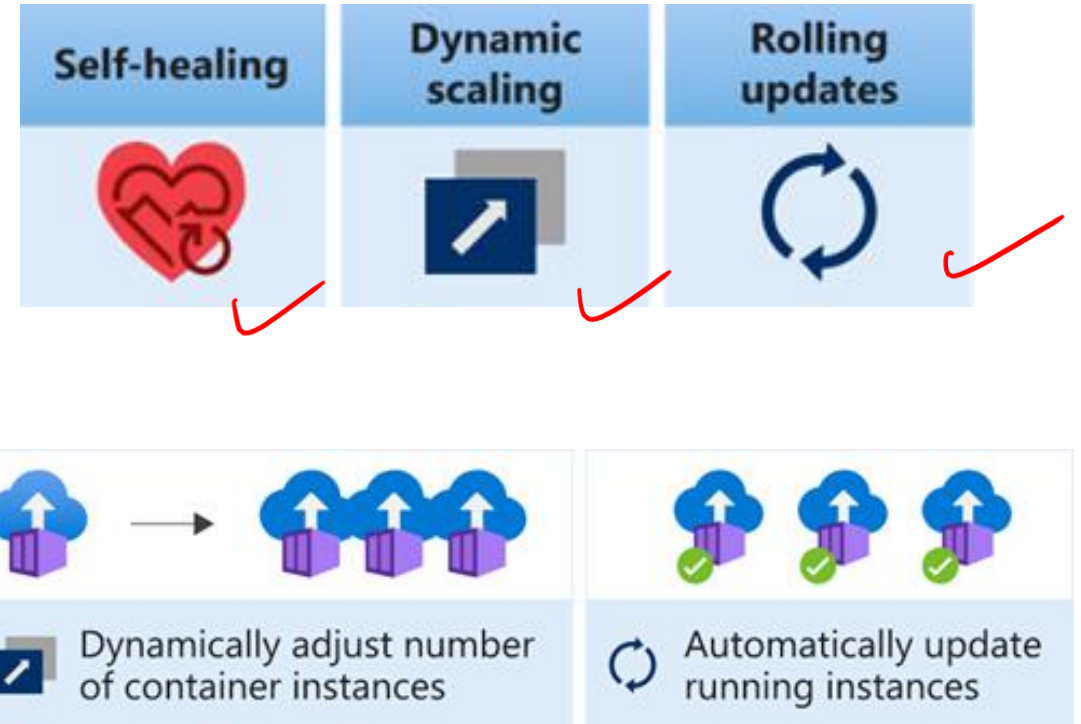 Self-healing
Dynamic
scaling
Rolling
updates
Dynamically adjust number
of container instances
Automatically update
running instances